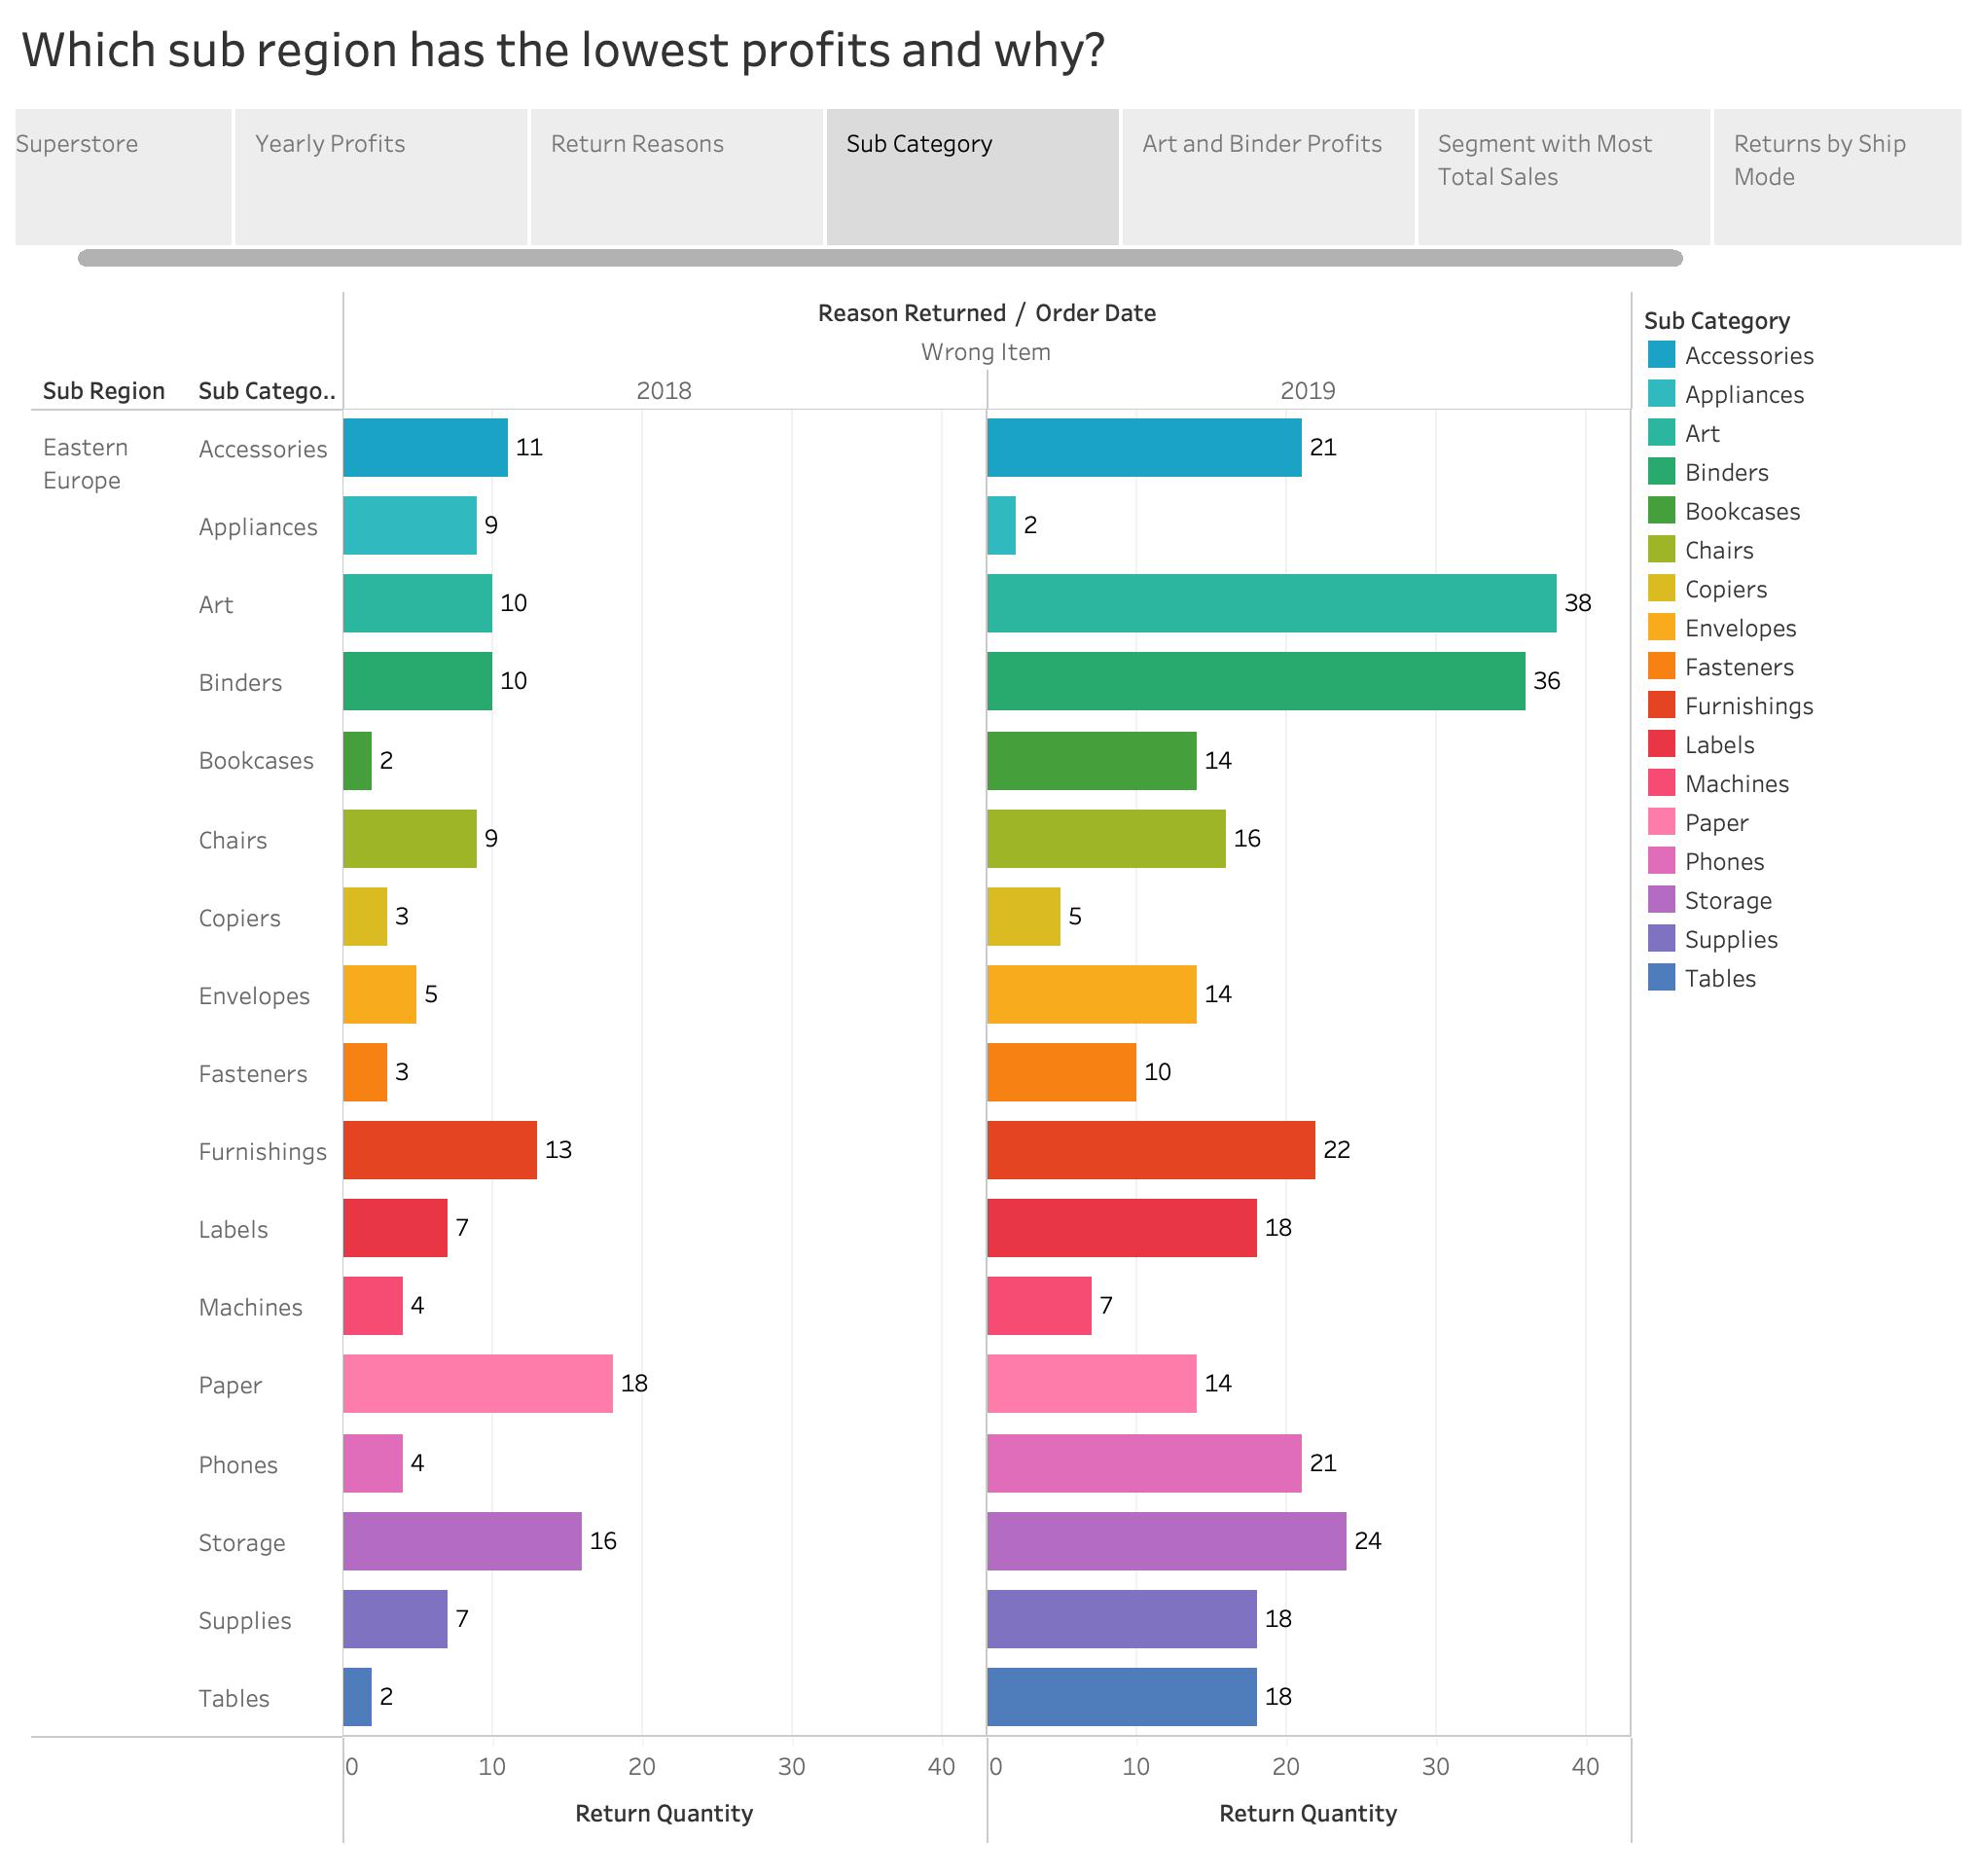 Which sub region has the lowest profits and why?
Superstore
Yearly Profits
Return Reasons
Sub Category
Art and Binder Profits
Segment with Most
Total Sales
Returns by Ship
Mode
Reason Returned / Order Date
Wrong Item
Sub Region Sub Catego.. 2018 2019
Eastern
Europe
Accessories 11 21
Appliances 9 2
Art 10 38
Binders 10 36
Bookcases 2 14
Chairs 9 16
Copiers 3 5
Envelopes 5 14
Fasteners 3 10
Furnishings 13 22
Labels 7 18
Machines 4 7
Paper 18 14
Phones 4 21
Storage 16 24
Supplies 7 18
Tables 2 18
0 10 20 30 40 0 10 20 30 40
Return Quantity Return Quantity
Sub Category
Accessories
Appliances
Art
Binders
Bookcases
Chairs
Copiers
Envelopes
Fasteners
Furnishings
Labels
Machines
Paper
Phones
Storage
Supplies
Tables